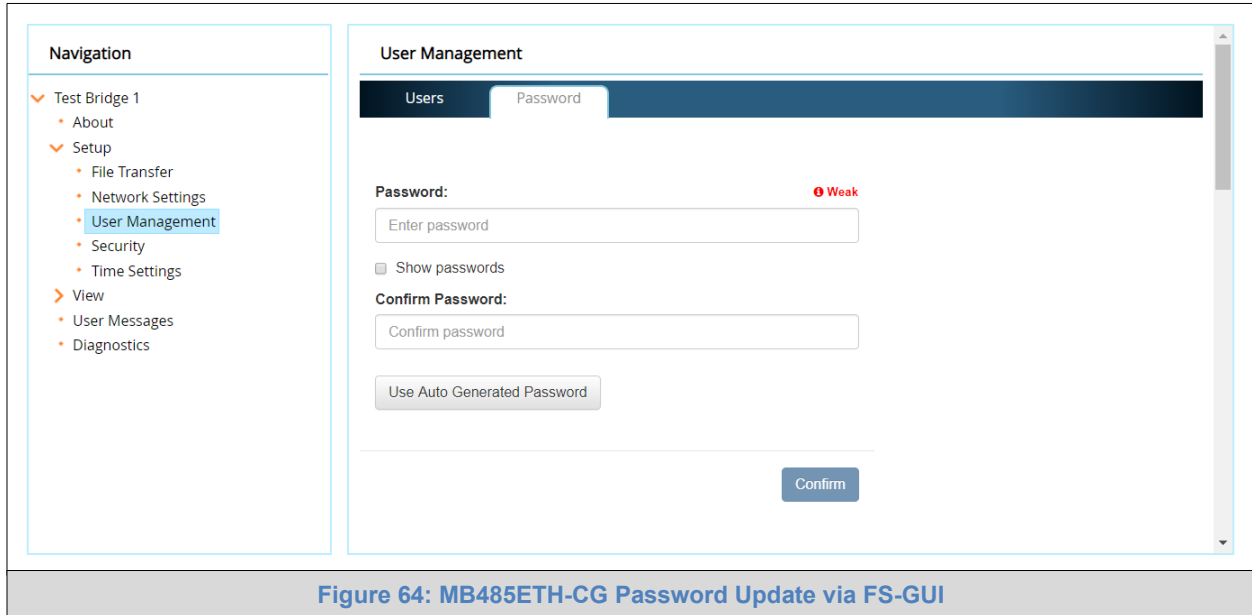 Navigation
Test Bridge 1
About
Setup
File Transfer
Network Settings
User Management
Security
Time Settings
View
User Messages
Diagnostics
User Management
Users Password
Password: Weak
Enter password
Show passwords
Confirm Password:
Confirm password
Use Auto Generated Password
Confirm
Figure 64: MB485ETH-CG Password Update via FS-GUI